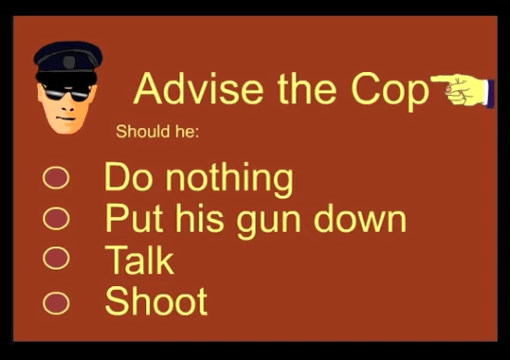 Advise the Cop
Should he:
Do nothing
Put his gun down
Talk
Shoot